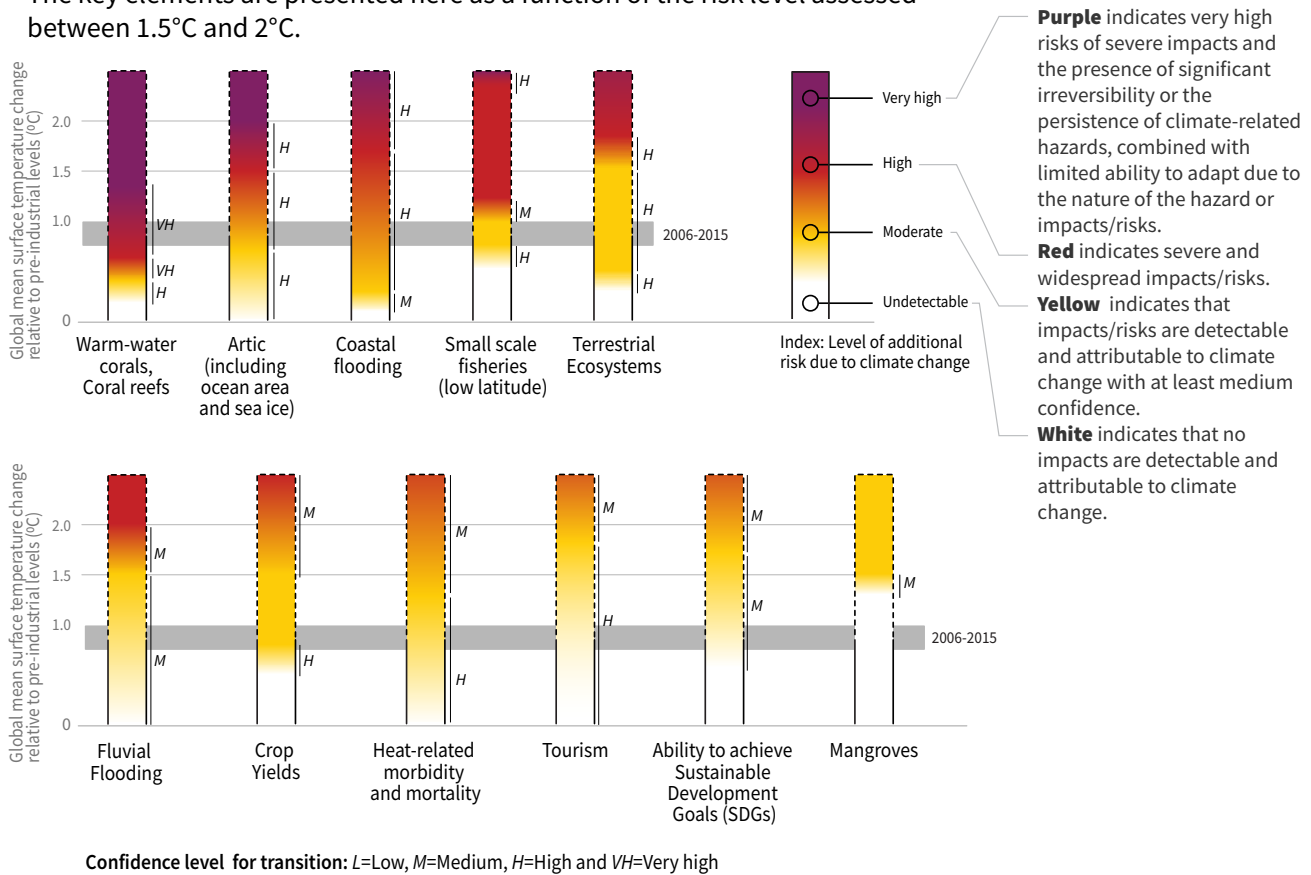 The key elements are presented here as a function of the risk level assessed
between 1.5°C and 2°C.
Global mean surface temperature change
relative to pre-industrial levels (ºC)
2.0
1.5
1.0
0
VH
VH
H
H
H
H
H
H
M
H
M
H
H
H
H
2006-2015
Warm-water
corals,
Coral reefs
Artic
(including
ocean area
and sea ice)
Coastal
flooding
Small scale
fisheries
(low latitude)
Terrestrial
Ecosystems
Very high
High
Moderate
Undetectable
Index: Level of additional
risk due to climate change
Purple indicates very high
risks of severe impacts and
the presence of significant
irreversibility or the
persistence of climate-related
hazards, combined with
limited ability to adapt due to
the nature of the hazard or
impacts/risks.
Red indicates severe and
widespread impacts/risks.
Yellow indicates that
impacts/risks are detectable
and attributable to climate
change with at least medium
confidence.
White indicates that no
impacts are detectable and
attributable to climate
change.
Global mean surface temperature change
relative to pre-industrial levels (ºC)
2.0
1.5
1.0
0
M
M
M
H
M
H
M
H
M
M
M
2006-2015
Fluvial
Flooding
Crop
Yields
Heat-related
morbidity
and mortality
Tourism
Ability to achieve
Sustainable
Development
Goals (SDGs)
Mangroves
Confidence level for transition: L=Low, M=Medium, H=High and VH=Very high